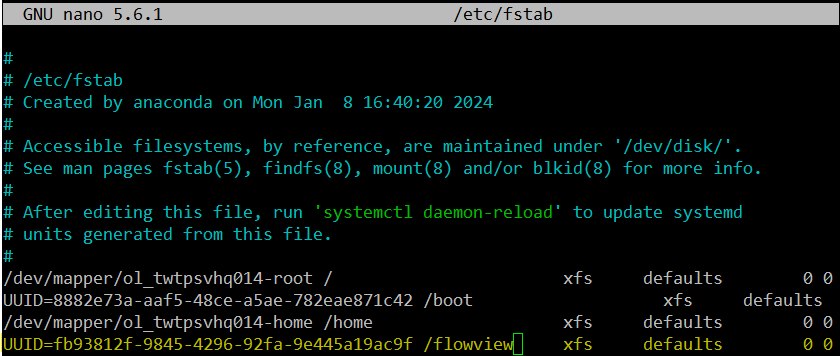 GNU nano 5.6.1 /etc/fstab
#
# /etc/fstab
# Created by anaconda on Mon Jan  8 16:40:20 2024
#
# Accessible filesystems, by reference, are maintained under '/dev/disk/'.
# See man pages fstab(5), findfs(8), mount(8) and/or blkid(8) for more info.
#
# After editing this file, run 'systemctl daemon-reload' to update systemd
# units generated from this file.
#
/dev/mapper/ol_twtpsvhq014-root /                       xfs     defaults        0 0
UUID=8882e73a-aaf5-48ce-a5ae-782eae871c42 /boot                   xfs     defaults
/dev/mapper/ol_twtpsvhq014-home /home                   xfs     defaults        0 0
UUID=fb93812f-9845-4296-92fa-9e445a19ac9f /flowview     xfs     defaults        0 0